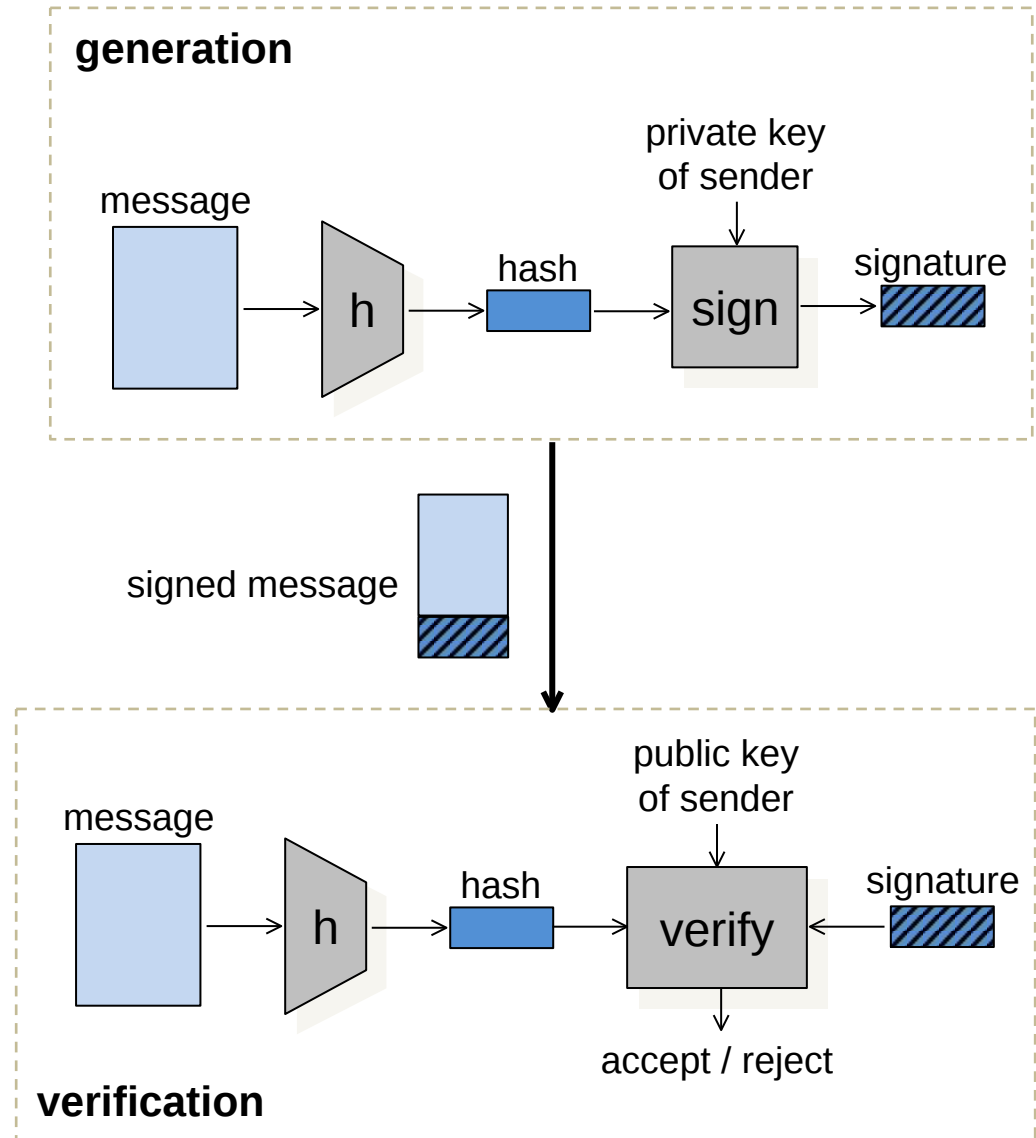 generation
private key
of sender
message
hash
signature
h
sign
signed message
public key
of sender
message
hash
signature
h
verify
accept / reject
verification